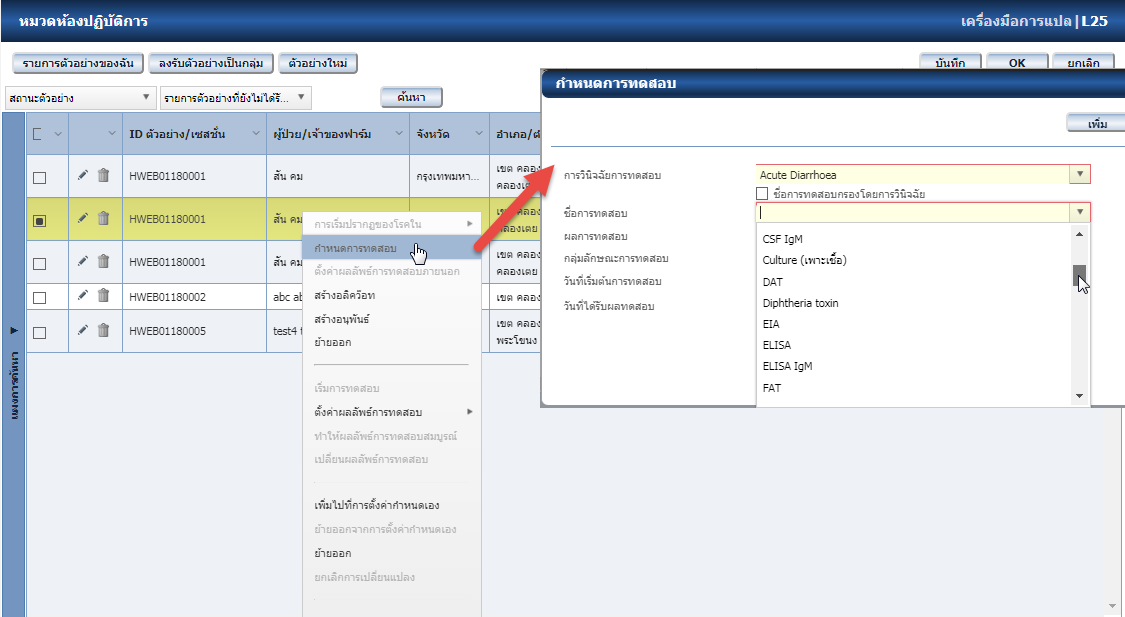 หมวดห้องปฏิบัติการ
เครื่องมือการแปล|L25
รายการตัวอย่างของฉัน
ลงรับตัวอย่างเป็นกลุ่ม
ตัวอย่างใหม่
บันทึก
OK
ยกเลิก
สถานะตัวอย่าง
รายการตัวอย่างที่ยังไม่ได้รั...
ค้นหา
ID ตัวอย่าง/เซสชั่น
ผู้ป่วย/เจ้าของฟาร์ม
จังหวัด
อำเภอ/ต
HWEB01180001
สัน คม
กรุงเทพมหา...
เขต คลอง
คลองเตย
HWEB01180001
สัน คม
คลองเตย
HWEB01180001
สัน คม
เขต คลอง
คลองเตย
HWEB01180002
abc ab
เขต คลอง
HWEB01180005
test4 t
เขต คลอง
พระโขนง
แผงการค้นหา
การเริ่มปรากฏของโรคใน
กำหนดการทดสอบ
ตั้งค่าผลลัพธ์การทดสอบภายนอก
สร้างอลิคว๊อท
สร้างอนุพันธ์
ย้ายออก
เริ่มการทดสอบ
ตั้งค่าผลลัพธ์การทดสอบ
ทำให้ผลลัพธ์การทดสอบสมบูรณ์
เปลี่ยนผลลัพธ์การทดสอบ
เพิ่มไปที่การตั้งค่ากำหนดเอง
ย้ายออกจากการตั้งค่ากำหนดเอง
ย้ายออก
ยกเลิกการเปลี่ยนแปลง
กำหนดการทดสอบ
เพิ่ม
การวินิจฉัยการทดสอบ
Acute Diarrhoea
ชื่อการทดสอบกรองโดยการวินิจฉัย
ชื่อการทดสอบ
ผลการทดสอบ
กลุ่มลักษณะการทดสอบ
วันที่เริ่มต้นการทดสอบ
วันที่ได้รับผลทดสอบ
CSF IgM
Culture (เพาะเชื้อ)
DAT
Diphtheria toxin
EIA
ELISA
ELISA IgM
FAT